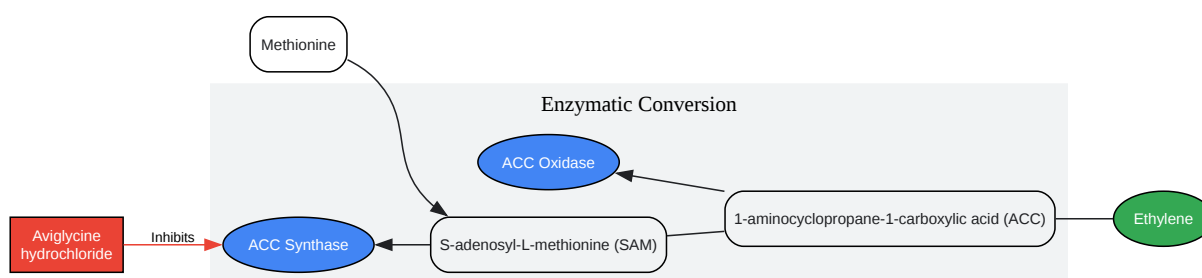 Methionine
Enzymatic Conversion
ACC Oxidase
1-aminocyclopropane-1-carboxylic acid (ACC)
Ethylene
Aviglycine
hydrochloride
Inhibits
ACC Synthase
S-adenosyl-L-methionine (SAM)